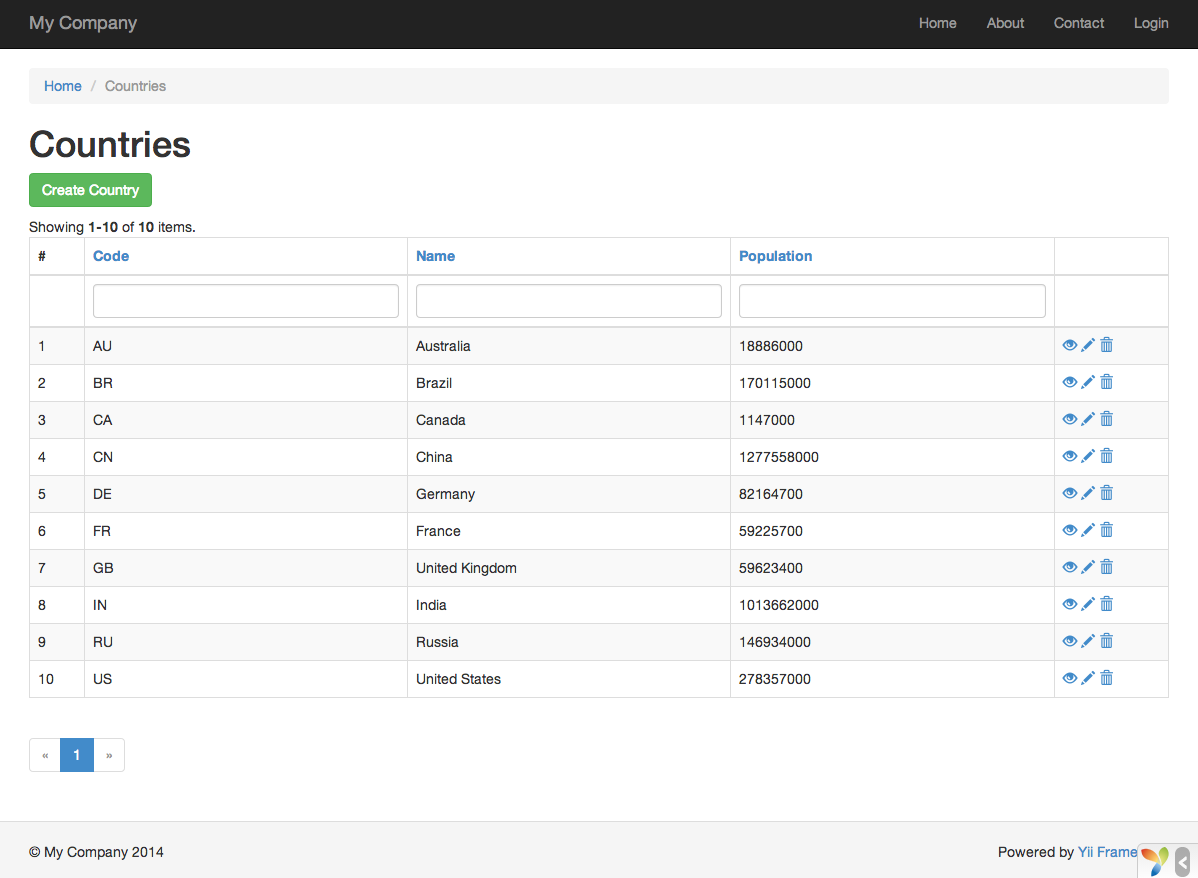 My Company Home About Contact Login
Home / Countries
Countries
Create Country
Showing 1-10 of 10 items.
# Code Name Population
1 AU Australia 18886000
2 BR Brazil 170115000
3 CA Canada 1147000
4 CN China 1277558000
5 DE Germany 82164700
6 FR France 59225700
7 GB United Kingdom 59623400
8 IN India 1013662000
9 RU Russia 146934000
10 US United States 278357000
« 1 »
© My Company 2014 Powered by Yii Frame